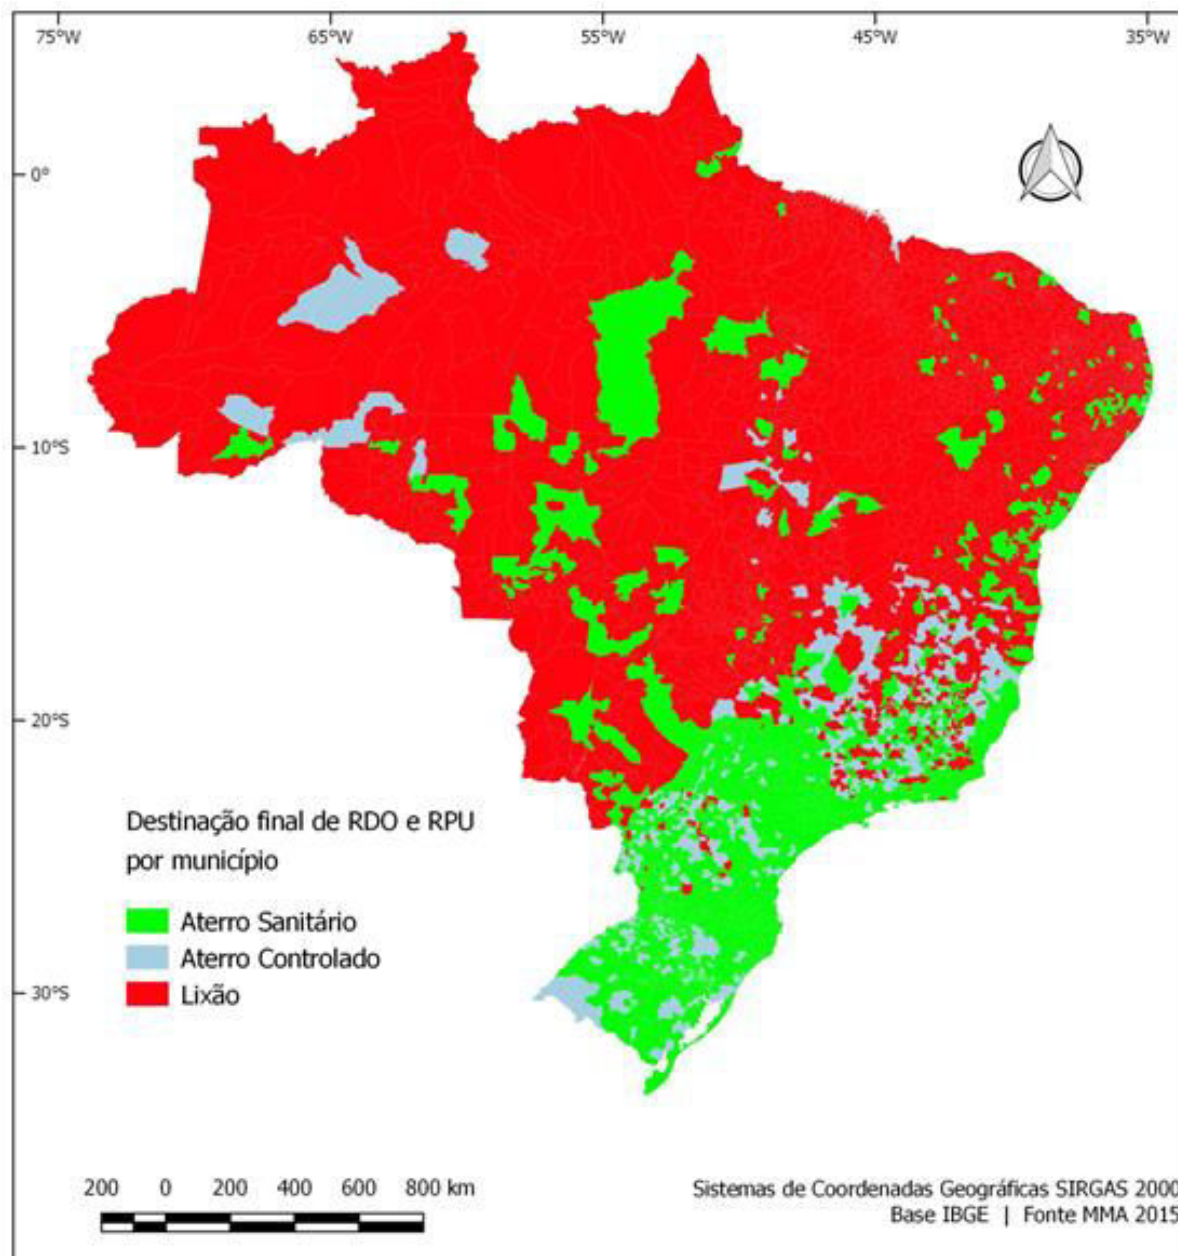 75°W 65°W 55°W 45°W 35°W
0°
10°S
20°S
30°S
Destinação final de RDO e RPU
por município
Aterro Sanitário
Aterro Controlado
Lixão
200 0 200 400 600 800 km
Sistemas de Coordenadas Geográficas SIRGAS 2000
Base IBGE | Fonte MMA 2015